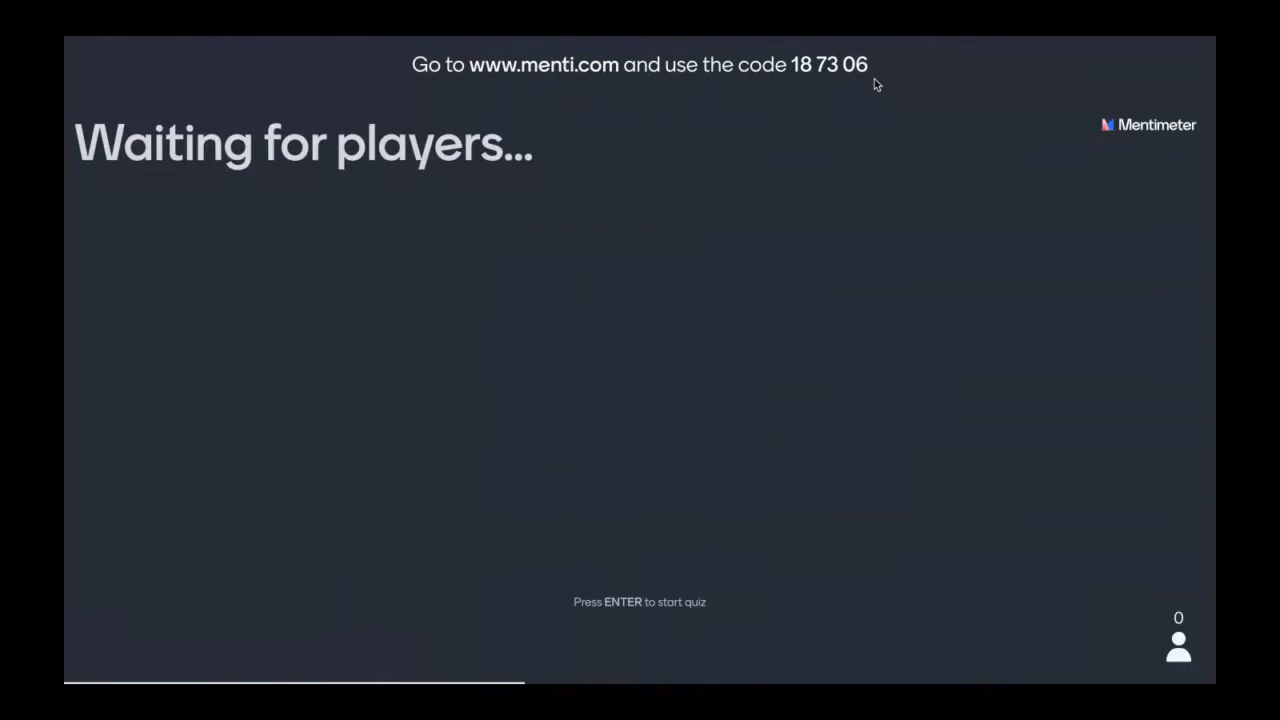 Go to www.menti.com and use the code 18 73 06
Waiting for players...
Mentimeter
Press ENTER to start quiz
0